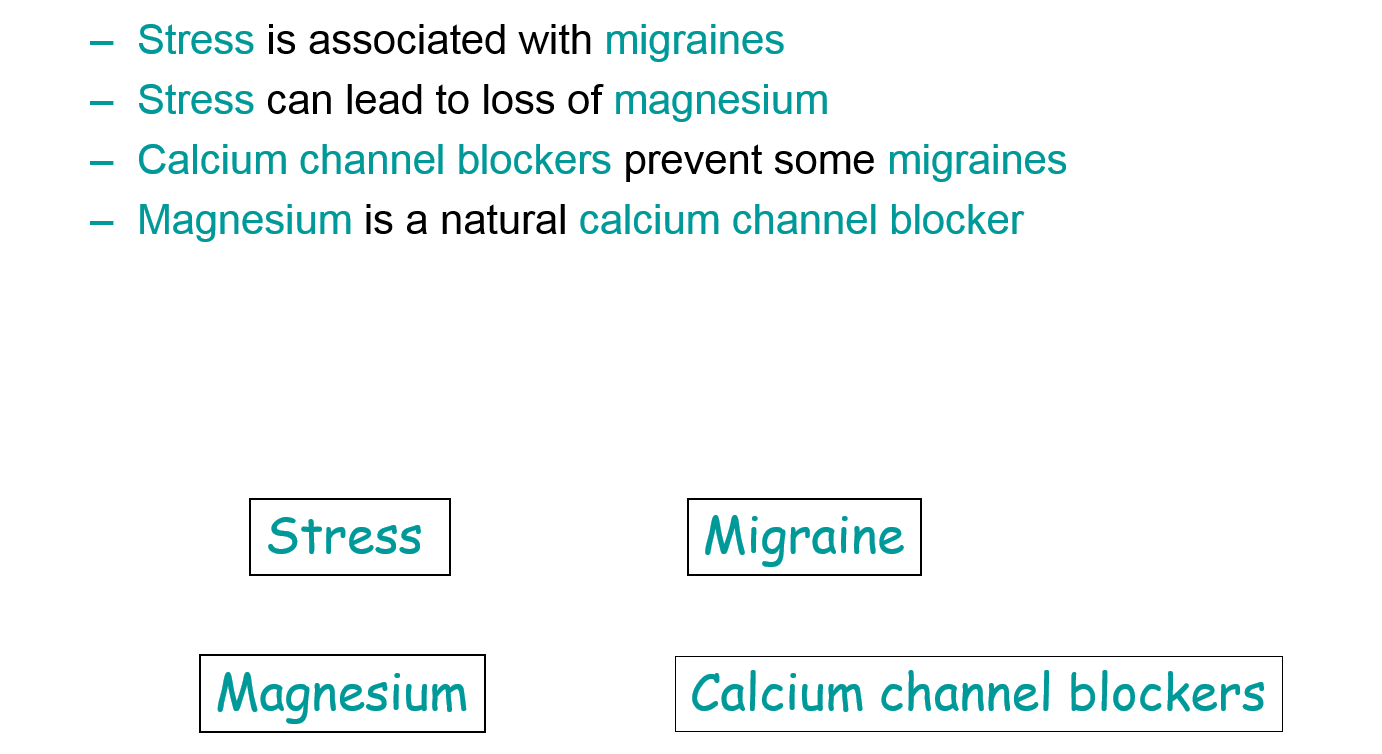 – Stress is associated with migraines
– Stress can lead to loss of magnesium
– Calcium channel blockers prevent some migraines
– Magnesium is a natural calcium channel blocker
Stress
Migraine
Magnesium
Calcium channel blockers